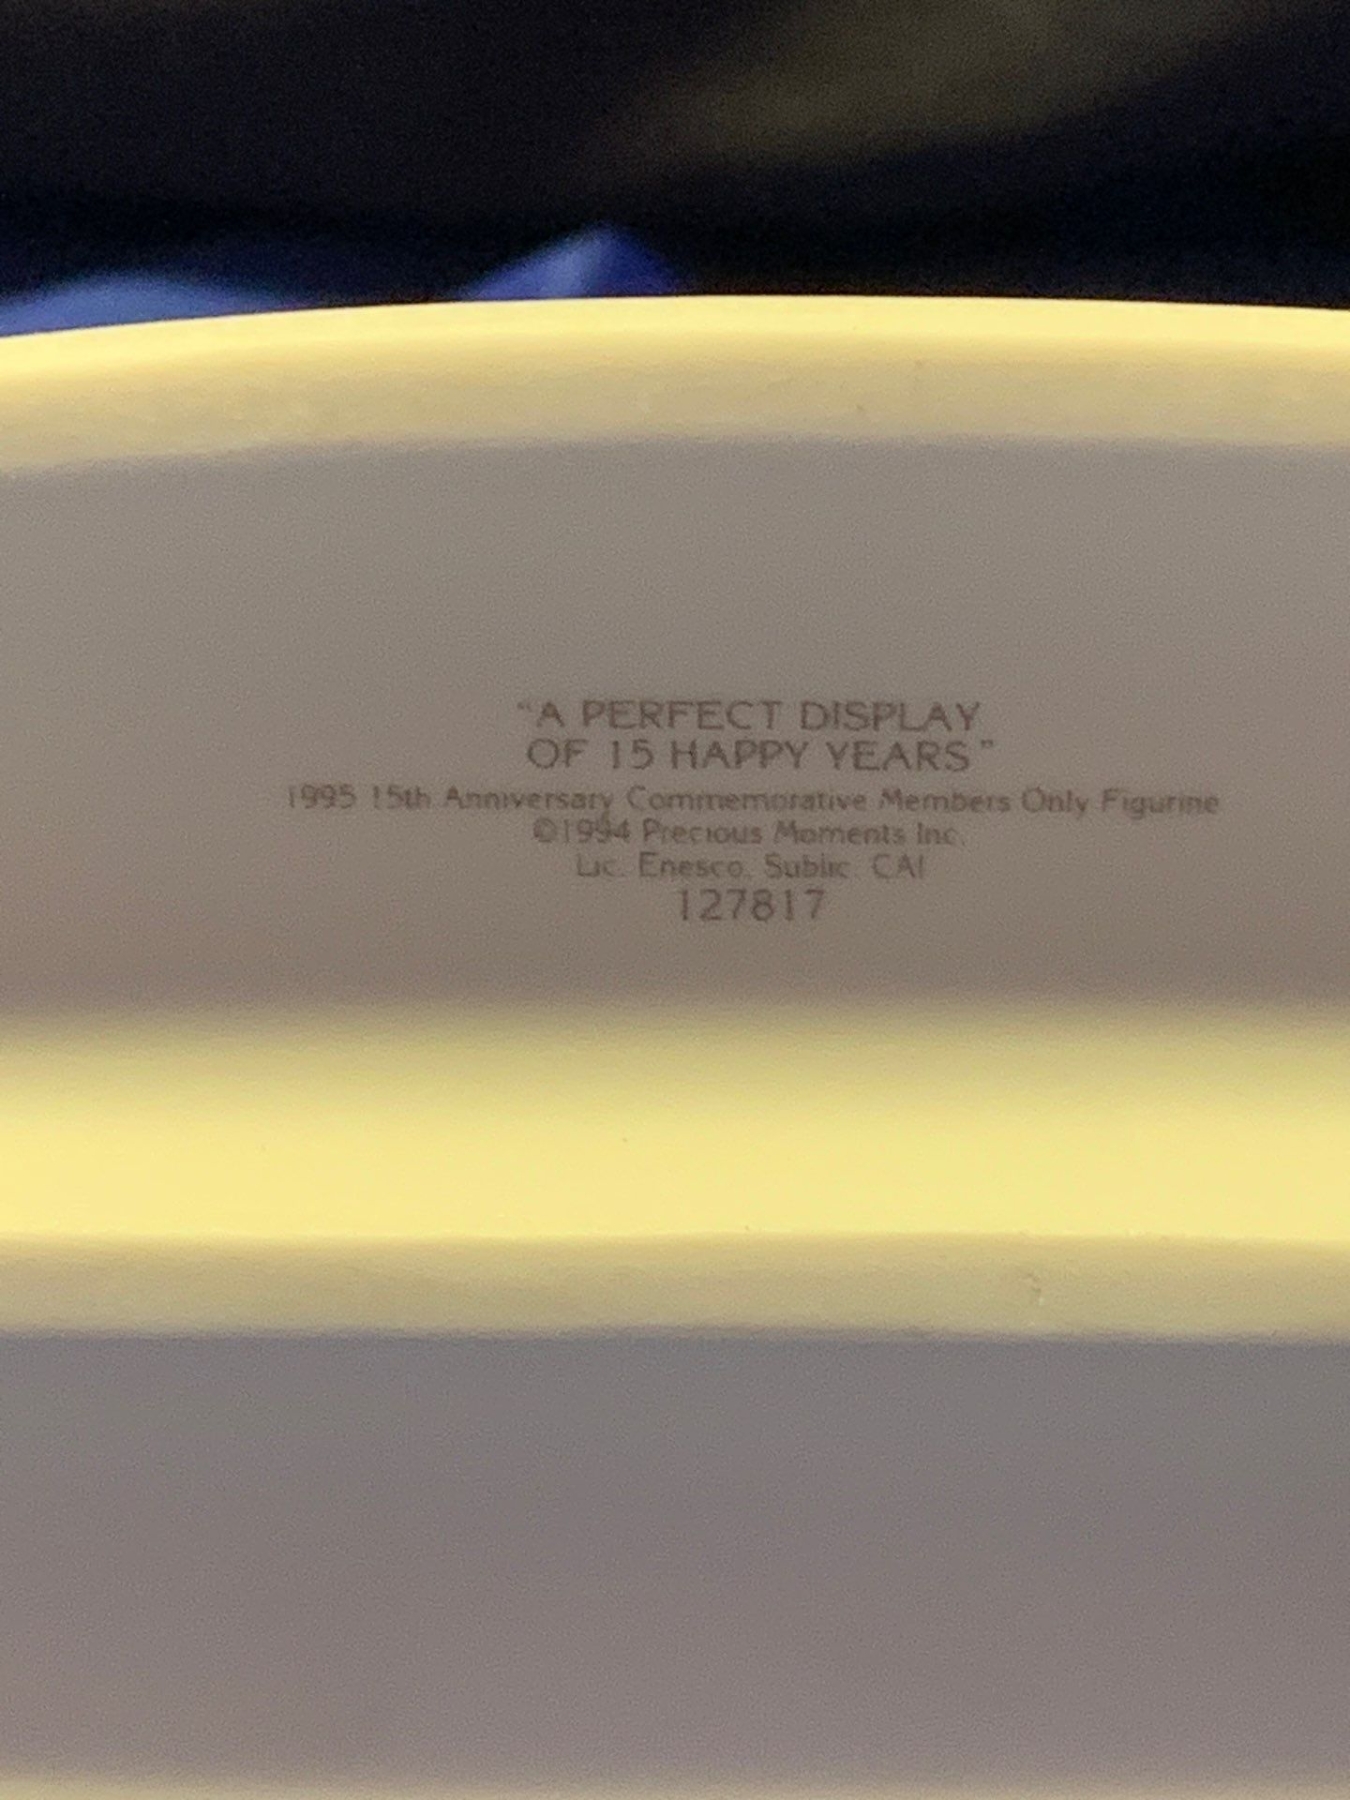 "A PERFECT DISPLAY
OF 15 HAPPY YEARS"
1995 15th Anniversary Commemorative Members Only Figurine
©1994 Precious Moments Inc.
Lic. Enesco. Sublic. CAI
127817